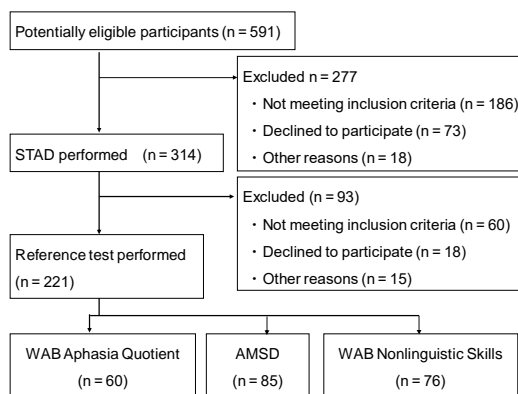 Potentially eligible participants (n = 591)
Excluded n = 277
・Not meeting inclusion criteria (n = 186)
・Declined to participate (n = 73)
・Other reasons (n = 18)
STAD performed (n = 314)
Excluded (n = 93)
・Not meeting inclusion criteria (n = 60)
・Declined to participate (n = 18)
・Other reasons (n = 15)
Reference test performed
(n = 221)
WAB Aphasia Quotient
(n = 60)
AMSD
(n = 85)
WAB Nonlinguistic Skills
(n = 76)